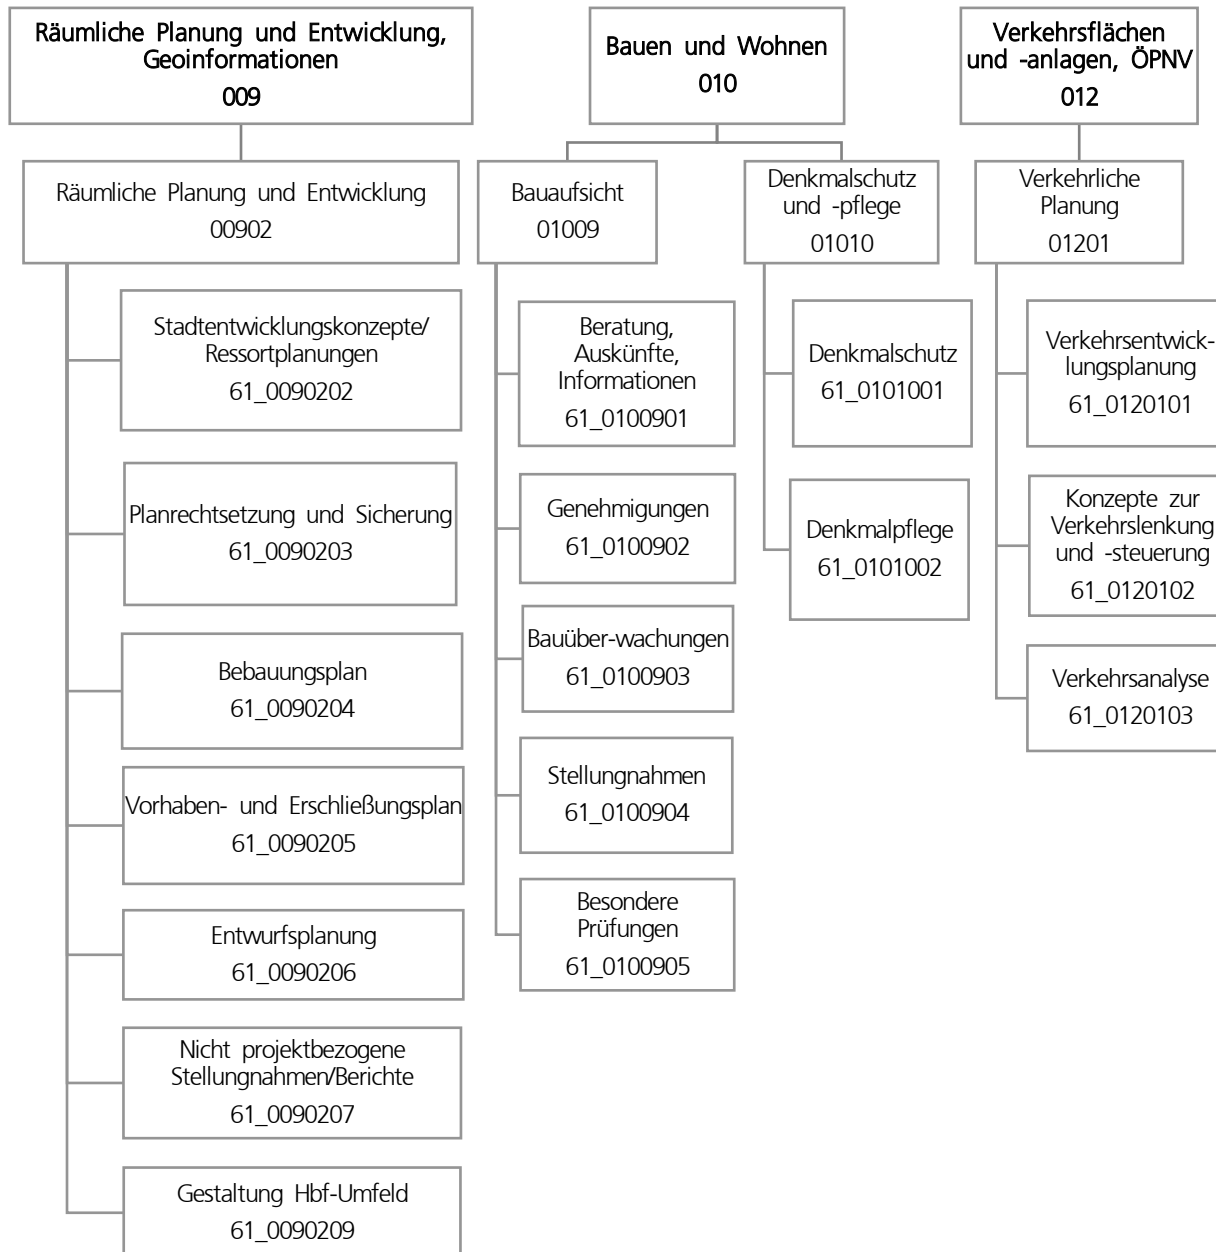 Räumliche Planung und Entwicklung,
Geoinformationen
009
Räumliche Planung und Entwicklung
00902
Stadtentwicklungskonzepte/
Ressortplanungen
61_0090202
Planrechtsetzung und Sicherung
61_0090203
Bebauungsplan
61_0090204
Vorhaben- und Erschließungsplan
61_0090205
Entwurfsplanung
61_0090206
Nicht projektbezogene
Stellungnahmen/Berichte
61_0090207
Gestaltung Hbf-Umfeld
61_0090209
Bauen und Wohnen
010
Bauaufsicht
01009
Beratung,
Auskünfte,
Informationen
61_0100901
Genehmigungen
61_0100902
Bauüber-wachungen
61_0100903
Stellungnahmen
61_0100904
Besondere
Prüfungen
61_0100905
Denkmalschutz
und -pflege
01010
Denkmalschutz
61_0101001
Denkmalpflege
61_0101002
Verkehrsflächen
und -anlagen, ÖPNV
012
Verkehrliche
Planung
01201
Verkehrsentwick-
lungsplanung
61_0120101
Konzepte zur
Verkehrslenkung
und -steuerung
61_0120102
Verkehrsanalyse
61_0120103